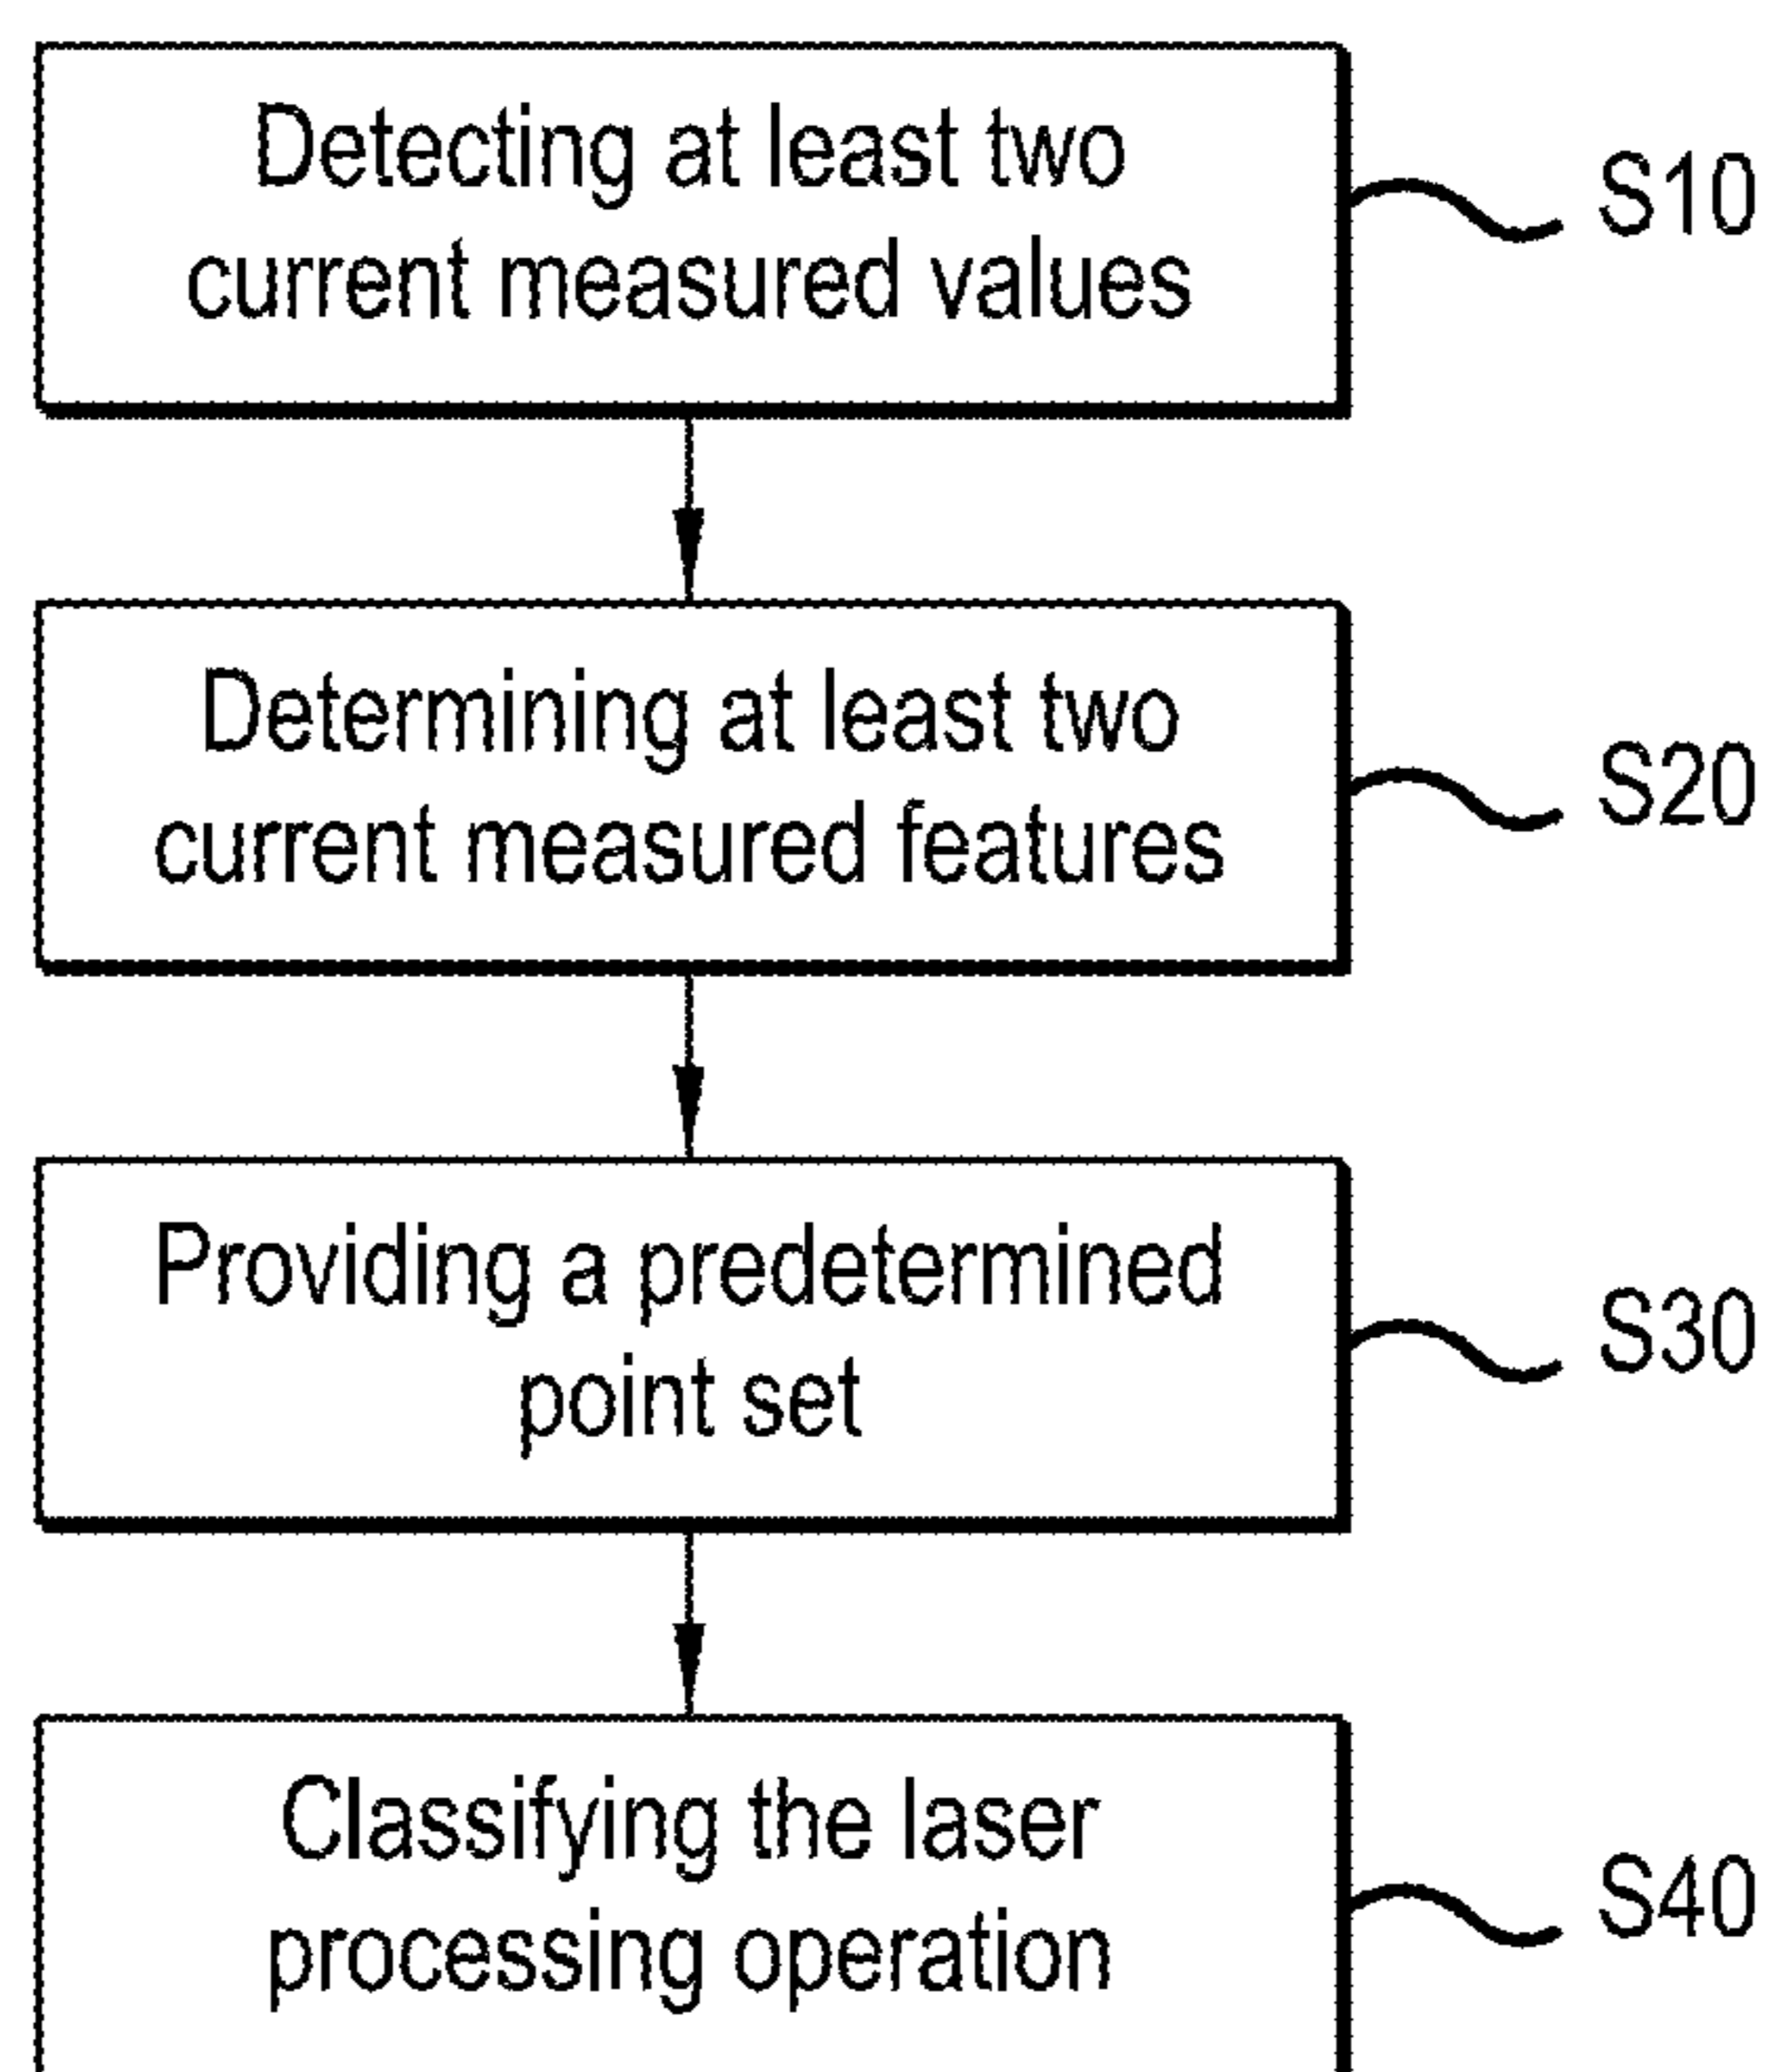 Detecting at least two
current measured values
S10
Determining at least two
current measured features
S20
Providing a predetermined
point set
S30
Classifying the laser
processing operation
S40